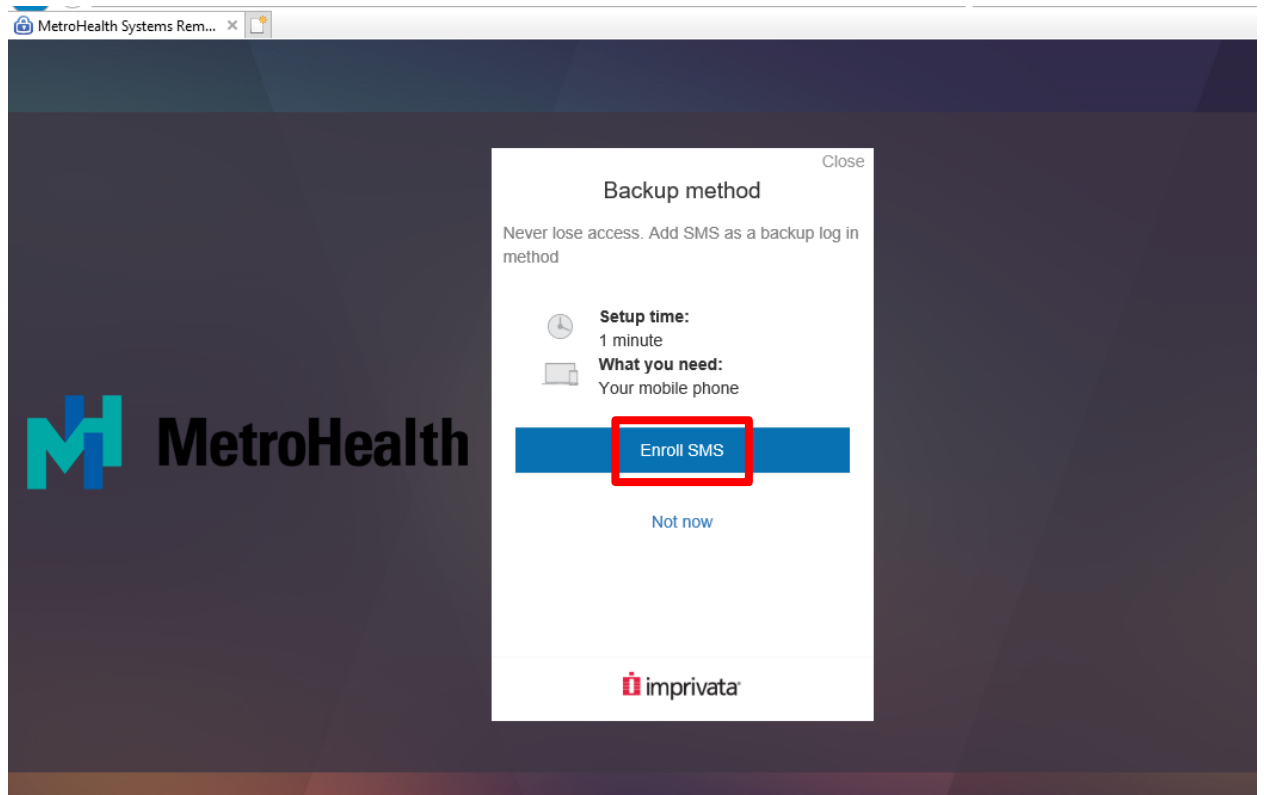 MetroHealth Systems Rem...
Close
Backup method
Never lose access. Add SMS as a backup log in
method
Setup time:
1 minute
What you need:
Your mobile phone
MetroHealth
Enroll SMS
Not now
imprivata